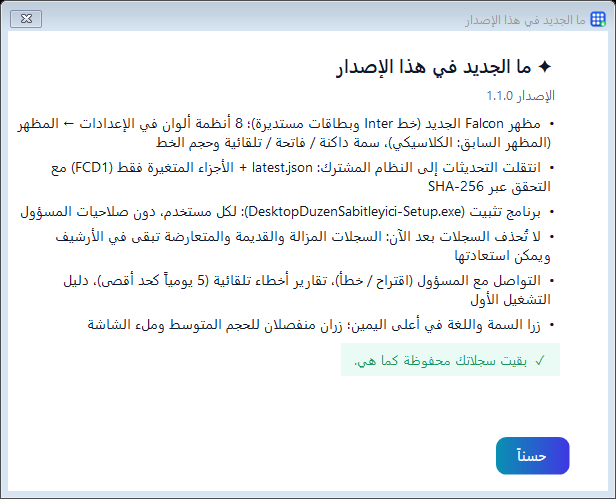 ما الجديد في هذا الإصدار
✦ ما الجديد في هذا الإصدار
الإصدار 1.1.0
• مظهر Falcon الجديد (خط Inter وبطاقات مستديرة)؛ 8 أنظمة ألوان في الإعدادات ← المظهر
(المظهر السابق: الكلاسيكي)، سمة داكنة / فاتحة / تلقائية وحجم الخط
• انتقلت التحديثات إلى النظام المشترك: latest.json + الأجزاء المتغيرة فقط (FCD1) مع
التحقق عبر SHA-256
• برنامج تثبيت (DesktopDuzenSabitleyici-Setup.exe): لكل مستخدم، دون صلاحيات المسؤول
• لا تُحذف السجلات بعد الآن: السجلات المزالة والقديمة والمتعارضة تبقى في الأرشيف
ويمكن استعادتها
• التواصل مع المسؤول (اقتراح / خطأ)، تقارير أخطاء تلقائية (5 يومياً كحد أقصى)، دليل
التشغيل الأول
• زرا السمة واللغة في أعلى اليمين؛ زران منفصلان للحجم المتوسط وملء الشاشة
✓ بقيت سجلاتك محفوظة كما هي.
حسناً